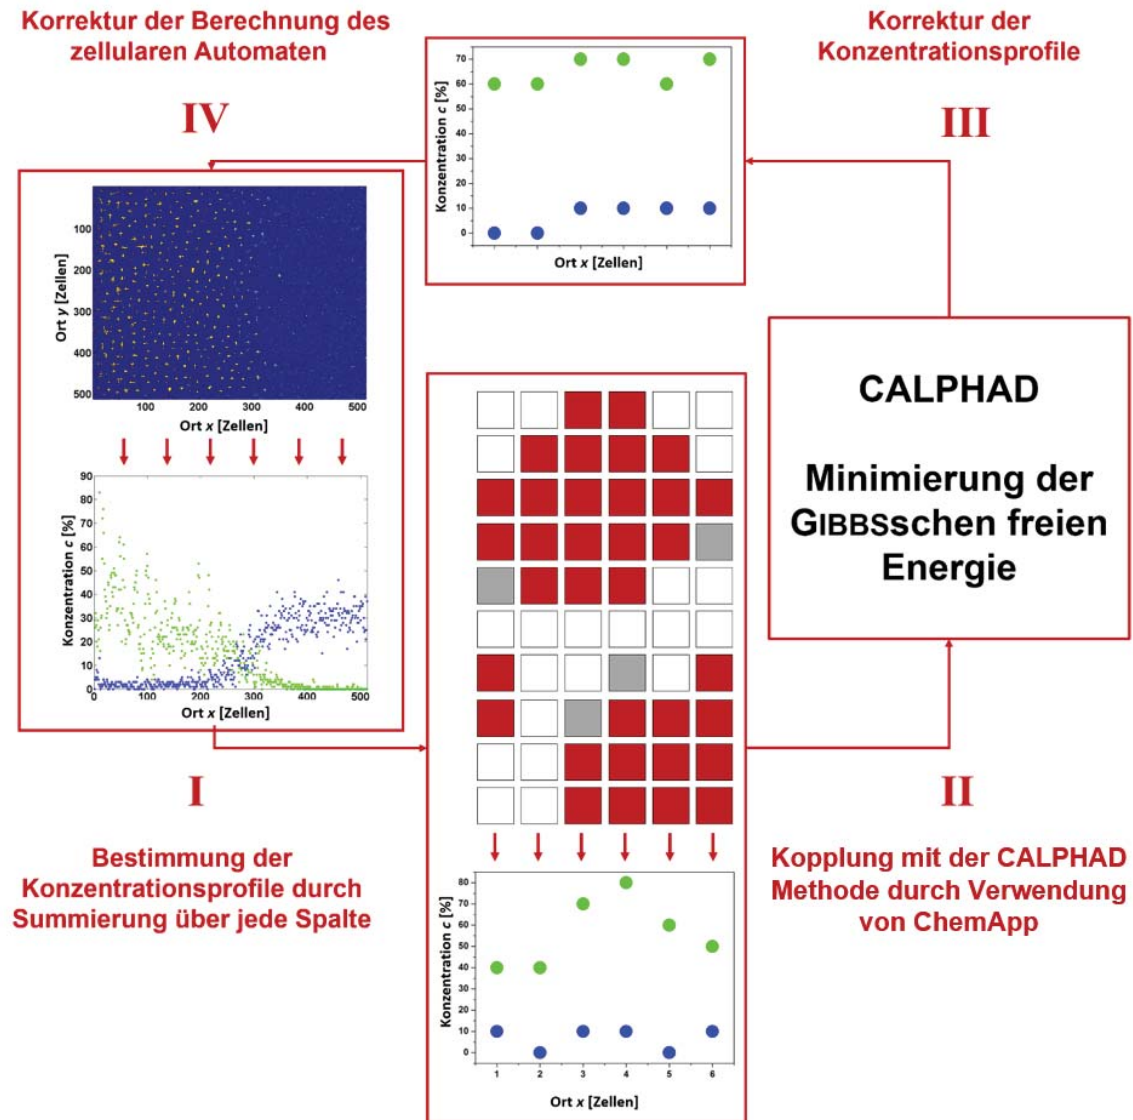 Korrektur der Berechnung des
zellularen Automaten
IV
Korrektur der
Konzentrationsprofile
III
Konzentration c [%]
70
60
50
40
30
20
10
0
Ort x [Zellen]
Ort y [Zellen]
100
200
300
400
500
100 200 300 400 500
Ort x [Zellen]
Konzentration c [%]
90
80
70
60
50
40
30
20
10
0
0 100 200 300 400 500
Ort x [Zellen]
CALPHAD
Minimierung der
GIBBSschen freien
Energie
I
Bestimmung der
Konzentrationsprofile durch
Summierung über jede Spalte
II
Kopplung mit der CALPHAD
Methode durch Verwendung
von ChemApp
Konzentration c [%]
80
70
60
50
40
30
20
10
0
1 2 3 4 5 6
Ort x [Zellen]